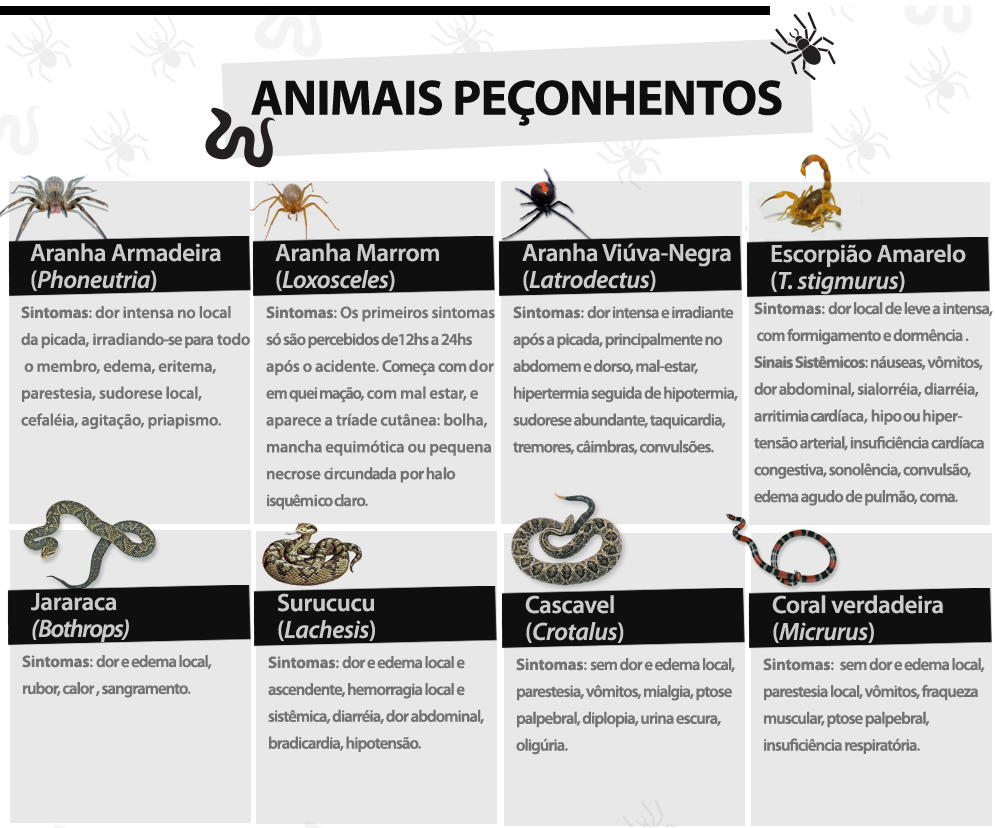 ANIMAIS PEÇONHENTOS
Aranha Armadeira
(Phoneutria)
Sintomas: dor intensa no local
da picada, irradiando-se para todo
o membro, edema, eritema,
parestesia, sudorese local,
cefaléia, agitação, priapismo.
Aranha Marrom
(Loxosceles)
Sintomas: Os primeiros sintomas
só são percebidos de12hs a 24hs
após o acidente. Começa com dor
em quei mação, com mal estar, e
aparece a tríade cutânea: bolha,
mancha equimótica ou pequena
necrose circundada por halo
isquêmico claro.
Aranha Viúva-Negra
(Latrodectus)
Sintomas: dor intensa e irradiante
após a picada, principalmente no
abdomem e dorso, mal-estar,
hipertermia seguida de hipotermia,
sudorese abundante, taquicardia,
tremores, câimbras, convulsões.
Escorpião Amarelo
(T. stigmurus)
Sintomas: dor local de leve a intensa,
com formigamento e dormência .
Sinais Sistêmicos: náuseas, vômitos,
dor abdominal, sialorréia, diarréia,
arritimia cardíaca, hipo ou hiper-
tensão arterial, insuficiência cardíaca
congestiva, sonolência, convulsão,
edema agudo de pulmão, coma.
Jararaca
(Bothrops)
Sintomas: dor e edema local,
rubor, calor , sangramento.
Surucucu
(Lachesis)
Sintomas: dor e edema local e
ascendente, hemorragia local e
sistêmica, diarréia, dor abdominal,
bradicardia, hipotensão.
Cascavel
(Crotalus)
Sintomas: sem dor e edema local,
parestesia, vômitos, mialgia, ptose
palpebral, diplopia, urina escura,
oligúria.
Coral verdadeira
(Micrurus)
Sintomas: sem dor e edema local,
parestesia local, vômitos, fraqueza
muscular, ptose palpebral,
insuficiência respiratória.